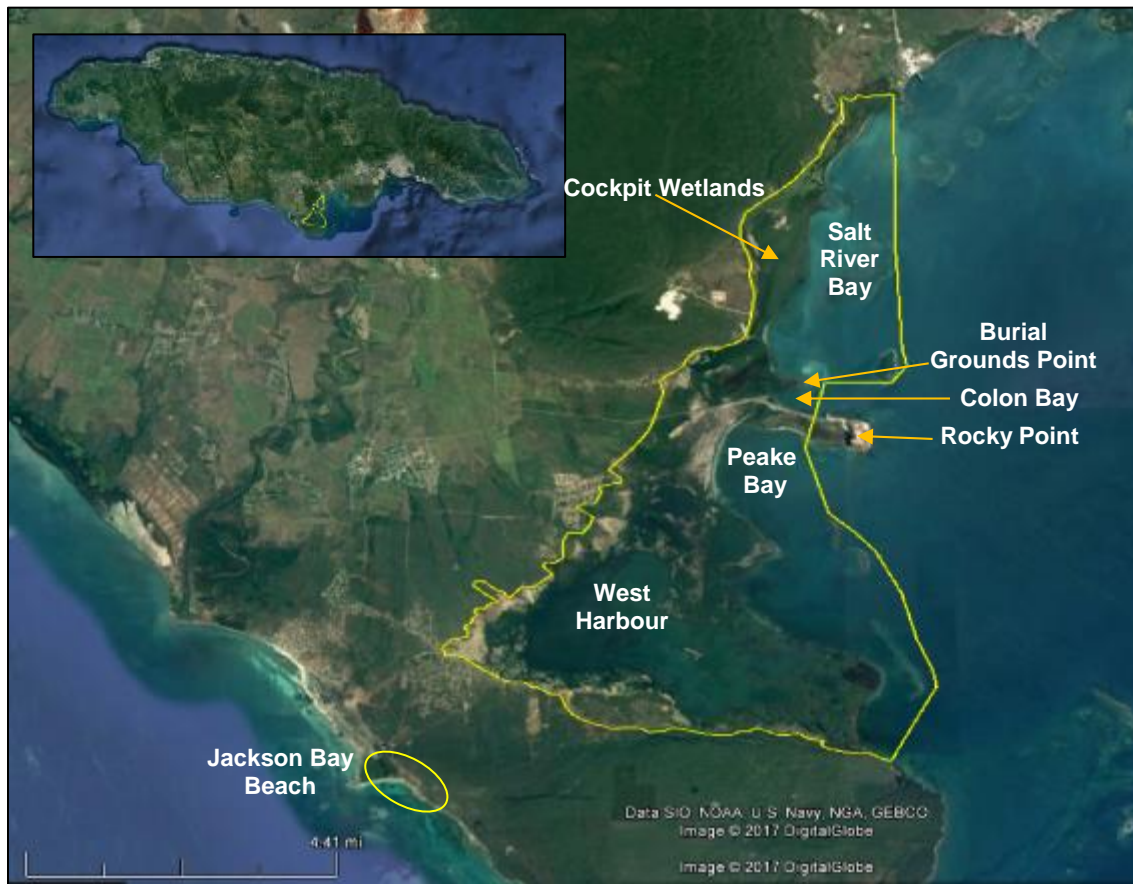 Cockpit Wetlands
Salt
River
Bay
Burial
Grounds Point
Colon Bay
Rocky Point
Peake
Bay
West
Harbour
Jackson Bay
Beach
Data SIO, NOAA, U.S. Navy, NGA, GEBCO
Image © 2017 DigitalGlobe
4.41 mi
Image © 2017 DigitalGlobe